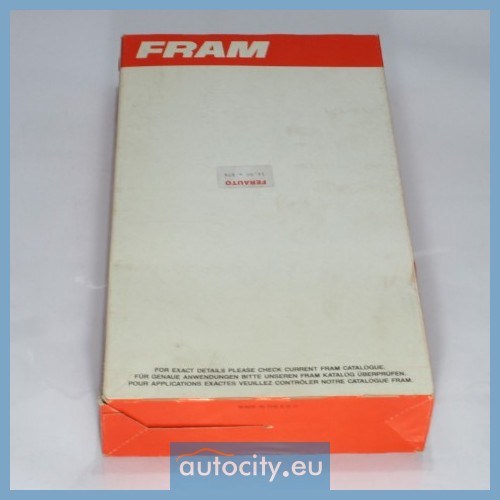 FRAM
FERAUTO
FOR EXACT DETAILS PLEASE CHECK CURRENT FRAM CATALOGUE.
FÜR GENAUE ANWENDUNGEN BITTE UNSEREN FRAM KATALOG ÜBERPRÜFEN.
POUR APPLICATIONS EXACTES VEUILLEZ CONTRÔLER NOTRE CATALOGUE FRAM.
autocity.eu